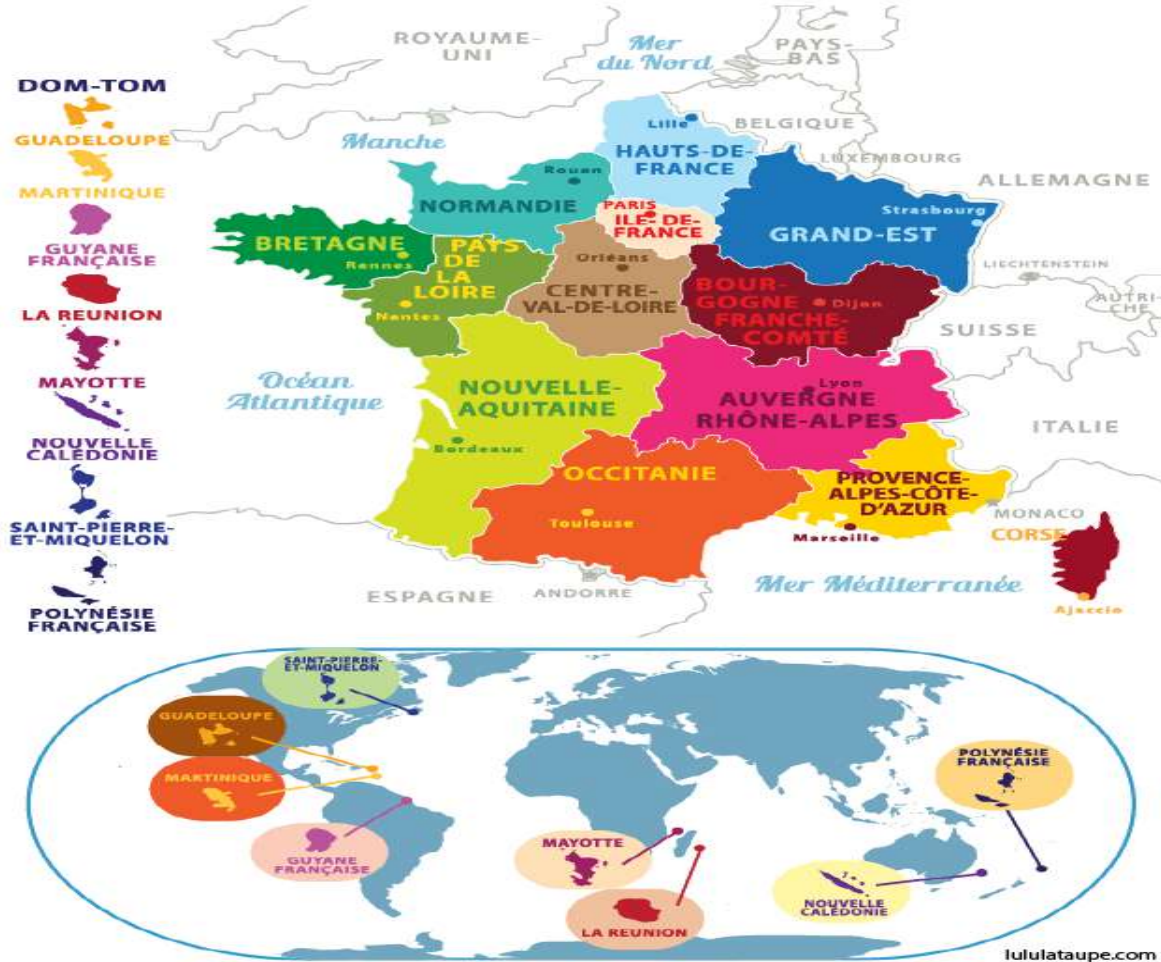 DOM-TOM
GUADELOUPE
MARTINIQUE
GUYANE
FRANÇAISE
LA REUNION
MAYOTTE
NOUVELLE
CALÉDONIE
SAINT-PIERRE-
ET-MIQUELON
POLYNÉSIE
FRANÇAISE
ROYAUME-
UNI
Mer
du Nord
PAYS-
BAS
Manche
Lille
BELGIQUE
HAUTS-DE-
FRANCE
LUXEMBOURG
ALLEMAGNE
Rouan
NORMANDIE
PARIS
ILE-DE-
FRANCE
Strasbourg
GRAND-EST
BRETAGNE
Rennes
PAYS
DE
LA
LOIRE
Nantes
Orléans
CENTRE-
VAL-DE-LOIRE
BOUR-
GOGNE
FRANCHE-
COMTÉ
Dijon
LIECHTENSTEIN
AUTRI-
CHE
SUISSE
Océan
Atlantique
NOUVELLE-
AQUITAINE
Bordeaux
Lyon
AUVERGNE
RHÔNE-ALPES
ITALIE
OCCITANIE
Toulouse
PROVENCE-
ALPES-CÔTE-
D'AZUR
Marseille
MONACO
CORSE
Ajaccio
Mer Méditerranée
ESPAGNE
ANDORRE
SAINT-PIERRE-
ET-MIQUELON
GUADELOUPE
MARTINIQUE
GUYANE
FRANÇAISE
MAYOTTE
LA REUNION
POLYNÉSIE
FRANÇAISE
NOUVELLE
CALÉDONIE
lululataupe.com